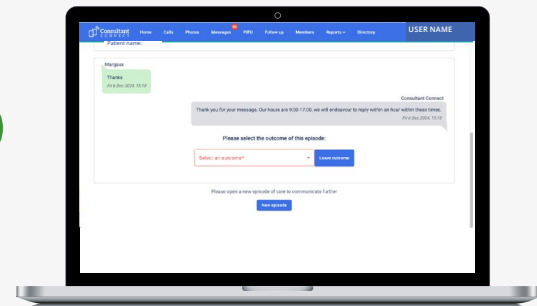 Consultant CONNECT Home Calls Photos Messages PIFU Follow up Members Reports Directory USER NAME
Patient name:
Margaux
Thanks
Fri 6 Dec 2024, 15:18
Consultant Connect
Thank you for your message. Our hours are 9:00-17:00, we will endeavour to reply within an hour within these times.
Fri 6 Dec 2024, 15:18
Please select the outcome of this episode:
Select an outcome* Leave outcome
Please open a new episode of care to communicate further
New episode